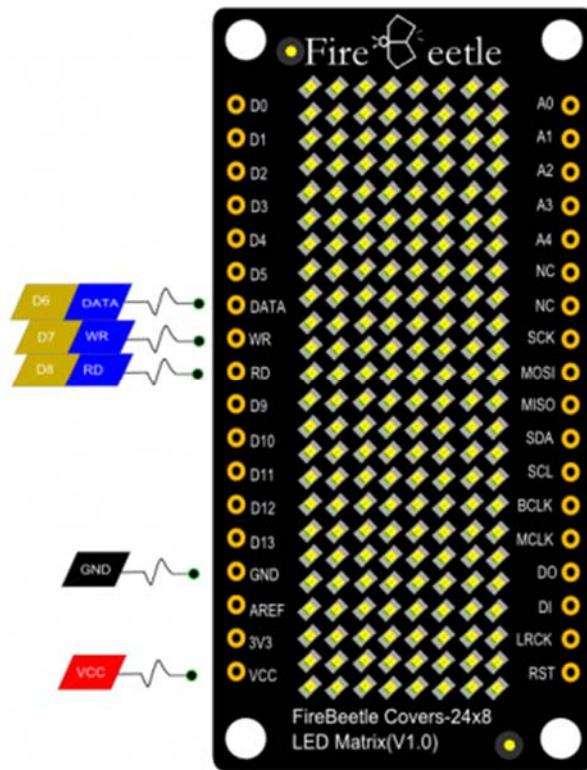 Fire eetle
D0
D1
D2
D3
D4
D5
DATA
WR
RD
D9
D10
D11
D12
D13
GND
AREF
3V3
VCC
A0
A1
A2
A3
A4
NC
NC
SCK
MOSI
MISO
SDA
SCL
BCLK
MCLK
DO
DI
LRCK
RST
D6 DATA
D7 WR
D8 RD
GND
VCC
FireBeetle Covers-24x8
LED Matrix(V1.0)